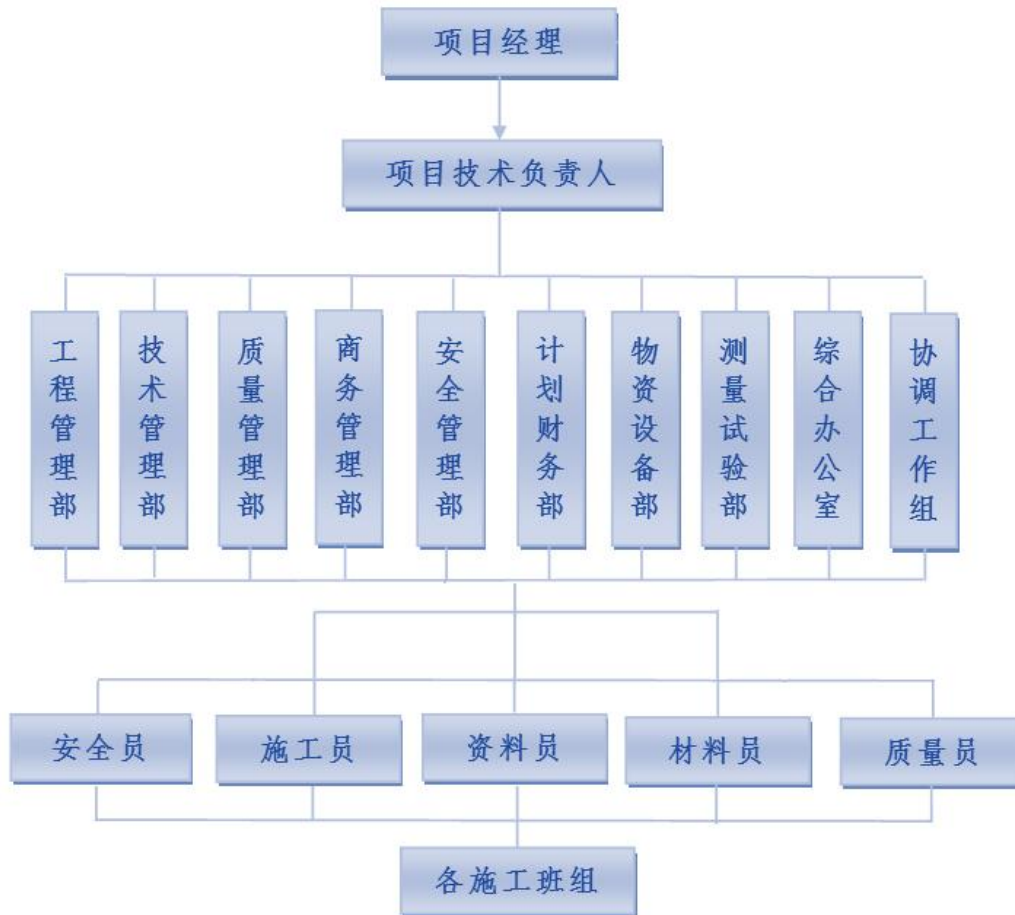 项目经理
项目技术负责人
工程管理部
技术管理部
质量管理部
商务管理部
安全管理部
计划财务部
物资设备部
测量试验部
综合办公室
协调工作组
安全员
施工员
资料员
材料员
质量员
各施工班组